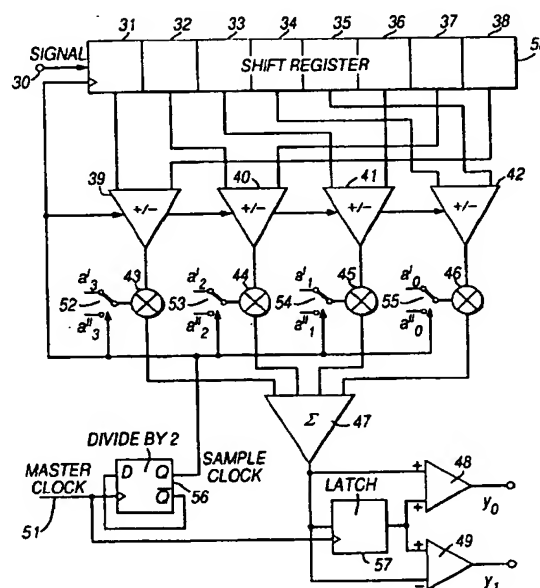 31 32 33 34 35 36 37 38
SIGNAL
30
SHIFT REGISTER
39 40 41 42
+/- +/- +/- +/-
43 44 45 46
a'3 a'2 a'1 a'0
52 53 54 55
a"3 a"2 a"1 a"0
Σ 47
DIVIDE BY 2
D Q
Q̅
56
SAMPLE CLOCK
MASTER CLOCK
51
LATCH
57
+ 48
+
y0
+ 49
−
y1